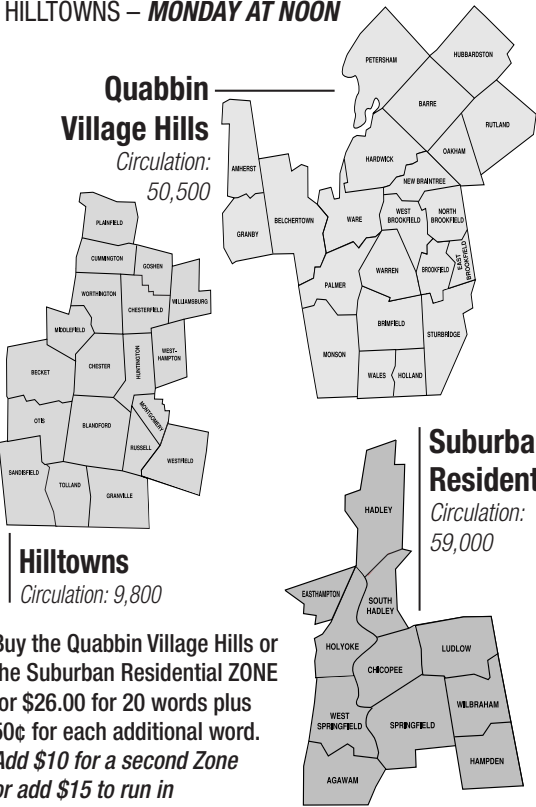 HILLTOWNS – MONDAY AT NOON
Quabbin
Village Hills
Circulation:
50,500
PETERSHAM
HUBBARDSTON
BARRE
RUTLAND
OAKHAM
HARDWICK
NEW BRAINTREE
AMHERST
GRANBY
BELCHERTOWN
WARE
WEST
BROOKFIELD
NORTH
BROOKFIELD
EAST
BROOKFIELD
WARREN
BROOKFIELD
PALMER
BRIMFIELD
STURBRIDGE
MONSON
WALES
HOLLAND
PLAINFIELD
CUMMINGTON
GOSHEN
WORTHINGTON
CHESTERFIELD
WILLIAMSBURG
MIDDLEFIELD
WEST-
HAMPTON
HUNTINGTON
CHESTER
BECKET
MONTGOMERY
OTIS
BLANDFORD
RUSSELL
WESTFIELD
SANDISFIELD
TOLLAND
GRANVILLE
Hilltowns
Circulation: 9,800
Suburba
Resident
Circulation:
59,000
HADLEY
EASTHAMPTON
SOUTH
HADLEY
HOLYOKE
CHICOPEE
LUDLOW
WEST
SPRINGFIELD
SPRINGFIELD
WILBRAHAM
AGAWAM
HAMPDEN
Buy the Quabbin Village Hills or
the Suburban Residential ZONE
for $26.00 for 20 words plus
50¢ for each additional word.
Add $10 for a second Zone
or add $15 to run in